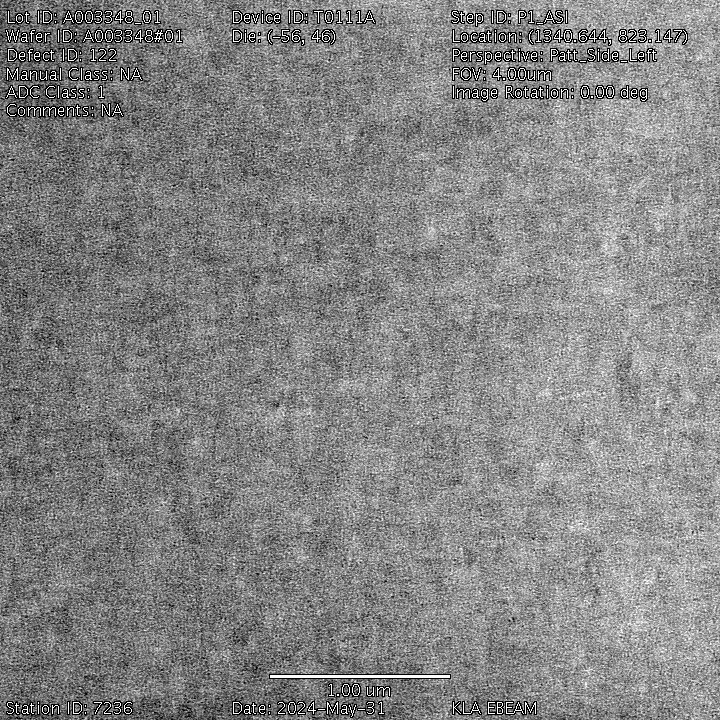 Lot ID: A003348_01 Device ID: T0111A Step ID: P1_ASI
Wafer ID: A003348#01 Die: (-56, 46) Location: (1340.644, 823.147)
Defect ID: 122 Perspective: Patt_Side_Left
Manual Class: NA FOV: 4.00um
ADC Class: 1 Image Rotation: 0.00 deg
Comments: NA
1.00 um
Station ID: 7236 Date: 2024-May-31 KLA EBEAM